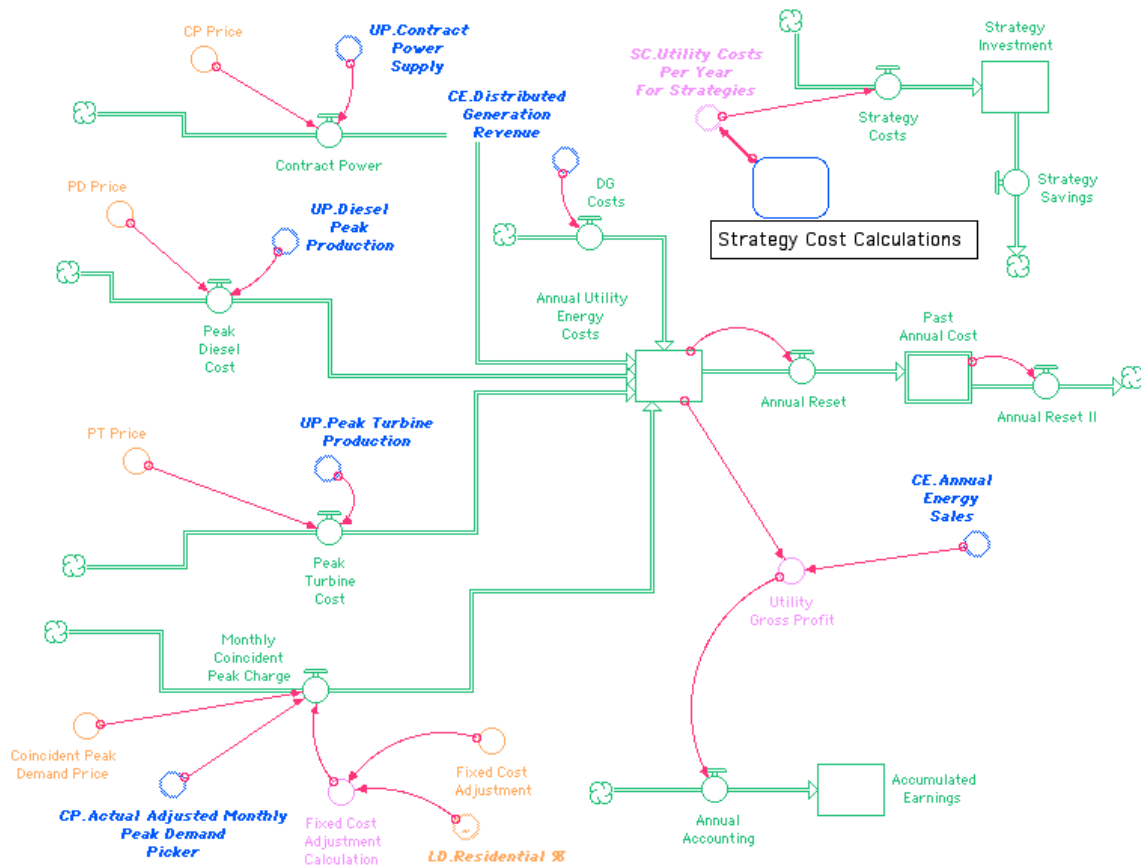 CP Price
UP.Contract
Power
Supply
Contract Power
CE.Distributed
Generation
Revenue
SC.Utility Costs
Per Year
For Strategies
Strategy
Investment
Strategy
Costs
Strategy
Savings
Strategy Cost Calculations
PD Price
UP.Diesel
Peak
Production
Peak
Diesel
Cost
DG
Costs
Annual Utility
Energy
Costs
Past
Annual Cost
Annual Reset
Annual Reset II
PT Price
UP.Peak Turbine
Production
Peak
Turbine
Cost
CE.Annual
Energy
Sales
Utility
Gross Profit
Monthly
Coincident
Peak Charge
Coincident Peak
Demand Price
CP.Actual Adjusted Monthly
Peak Demand
Picker
Fixed Cost
Adjustment
Calculation
Fixed Cost
Adjustment
LD.Residential %
Annual
Accounting
Accumulated
Earnings